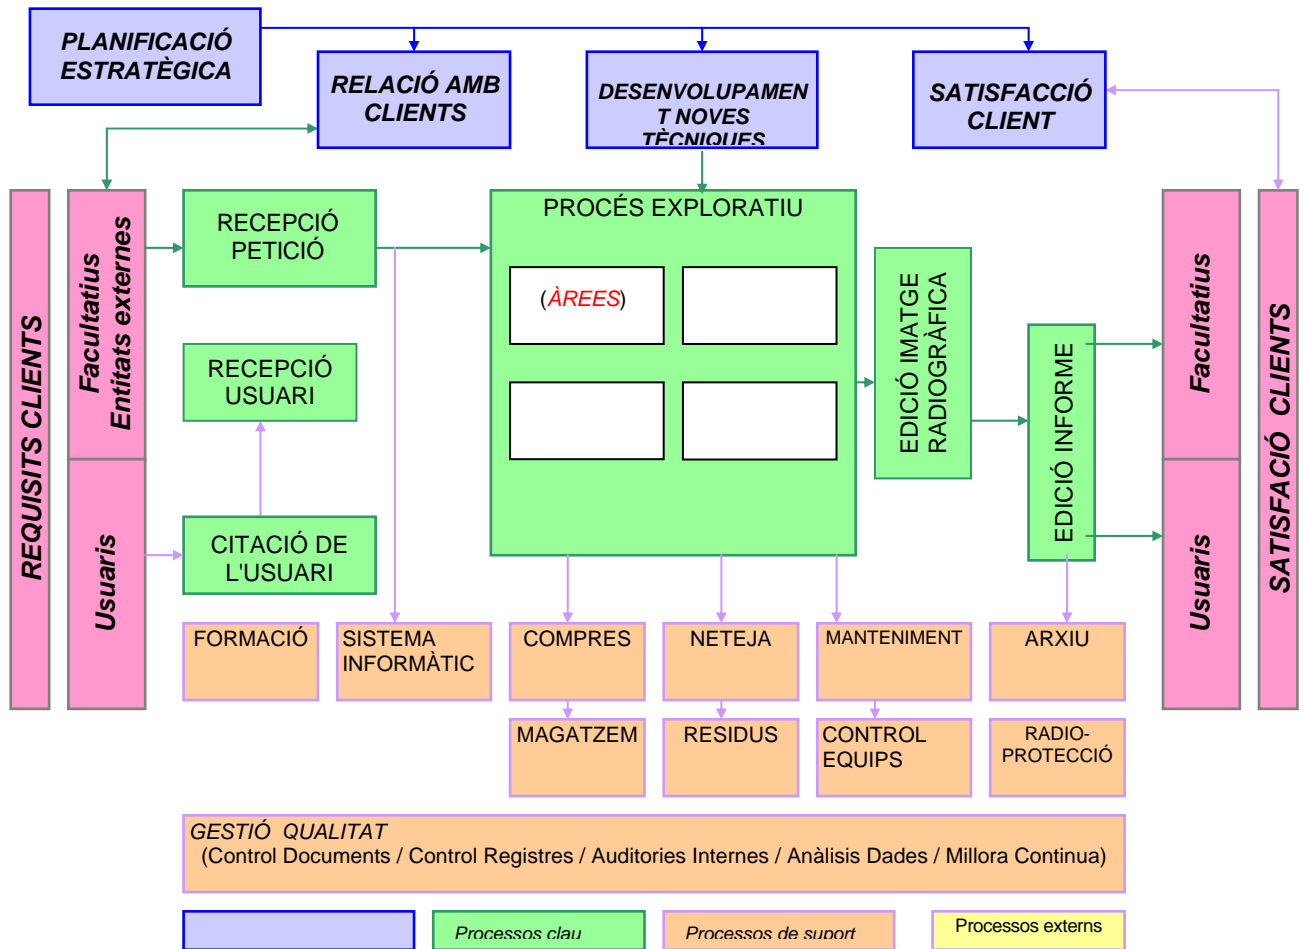 PLANIFICACIÓ
ESTRATÈGICA
RELACIÓ AMB
CLIENTS
DESENVOLUPAMEN
T NOVES
TÈCNIQUES
SATISFACCIÓ
CLIENT
REQUISITS CLIENTS
Facultatius
Entitats externes
Usuaris
RECEPCIÓ
PETICIÓ
RECEPCIÓ
USUARI
CITACIÓ DE
L'USUARI
PROCÉS EXPLORATIU
(ÀREES)
EDICIÓ IMATGE
RADIOGRÀFICA
EDICIÓ INFORME
Facultatius
Usuaris
SATISFACIÓ CLIENTS
FORMACIÓ
SISTEMA
INFORMÀTIC
COMPRES
NETEJA
MANTENIMENT
ARXIU
MAGATZEM
RESIDUS
CONTROL
EQUIPS
RADIO-
PROTECCIÓ
GESTIÓ QUALITAT
(Control Documents / Control Registres / Auditories Internes / Anàlisis Dades / Millora Continua)
Processos clau
Processos de suport
Processos externs